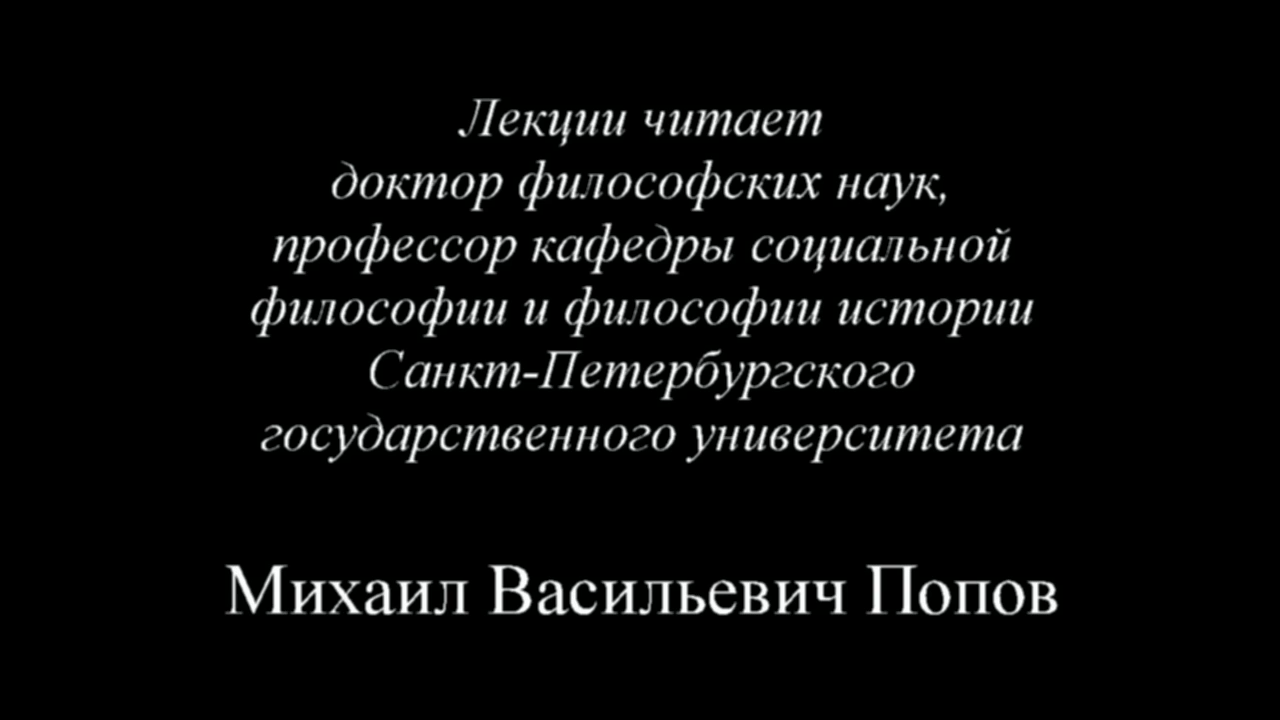 Лекции читает
доктор философских наук,
профессор кафедры социальной
философии и философии истории
Санкт-Петербургского
государственного университета
Михаил Васильевич Попов